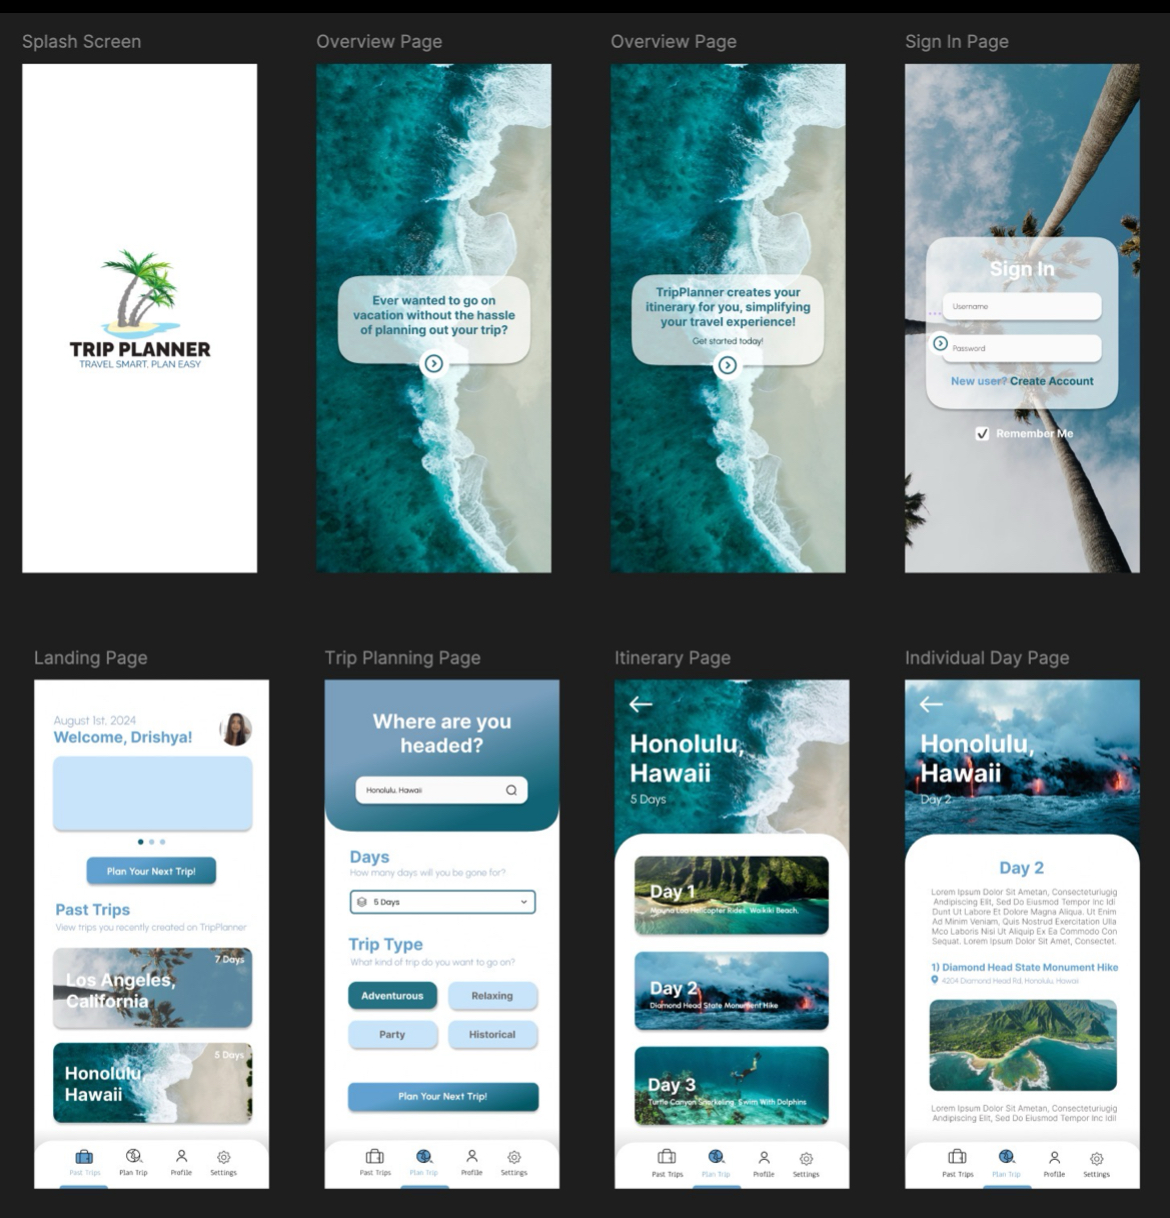 Splash Screen
Overview Page
Overview Page
Sign In Page
TRIP PLANNER
TRAVEL SMART. PLAN EASY
Ever wanted to go on
vacation without the hassle
of planning out your trip?
TripPlanner creates your
itinerary for you, simplifying
your travel experience!
Get started today!
Sign In
Username
Password
New user? Create Account
Remember Me
Landing Page
Trip Planning Page
Itinerary Page
Individual Day Page
August 1st, 2024
Welcome, Drishya!
Plan Your Next Trip!
Past Trips
View trips you recently created on TripPlanner
7 Days
Los Angeles,
California
5 Days
Honolulu,
Hawaii
Past Trips
Plan Trip
Profile
Settings
Where are you
headed?
Honolulu, Hawaii
Days
How many days will you be gone for?
5 Days
Trip Type
What kind of trip do you want to go on?
Adventurous
Relaxing
Party
Historical
Plan Your Next Trip!
Past Trips
Plan Trip
Profile
Settings
Honolulu,
Hawaii
5 Days
Day 1
Mauna Loa Helicopter Rides, Waikiki Beach,
Day 2
Diamond Head State Monument Hike
Day 3
Turtle Canyon Snorkeling, Swim With Dolphins
Past Trips
Plan Trip
Profile
Settings
Honolulu,
Hawaii
Day 2
Day 2
Lorem Ipsum Dolor Sit Ametan, Consecteturiugig
Andipiscing Elit, Sed Do Eiusmod Tempor Inc Idi
Dunt Ut Labore Et Dolore Magna Aliqua. Ut Enim
Ad Minim Veniam, Quis Nostrud Exercitation Ulla
Mco Laboris Nisi Ut Aliquip Ex Ea Commodo Con
Sequat. Lorem Ipsum Dolor Sit Amet, Consectet.
1) Diamond Head State Monument Hike
4204 Diamond Head Rd, Honolulu, Hawaii
Lorem Ipsum Dolor Sit Ametan, Consecteturiugig
Andipiscing Elit, Sed Do Eiusmod Tempor Inc Idi
Past Trips
Plan Trip
Profile
Settings